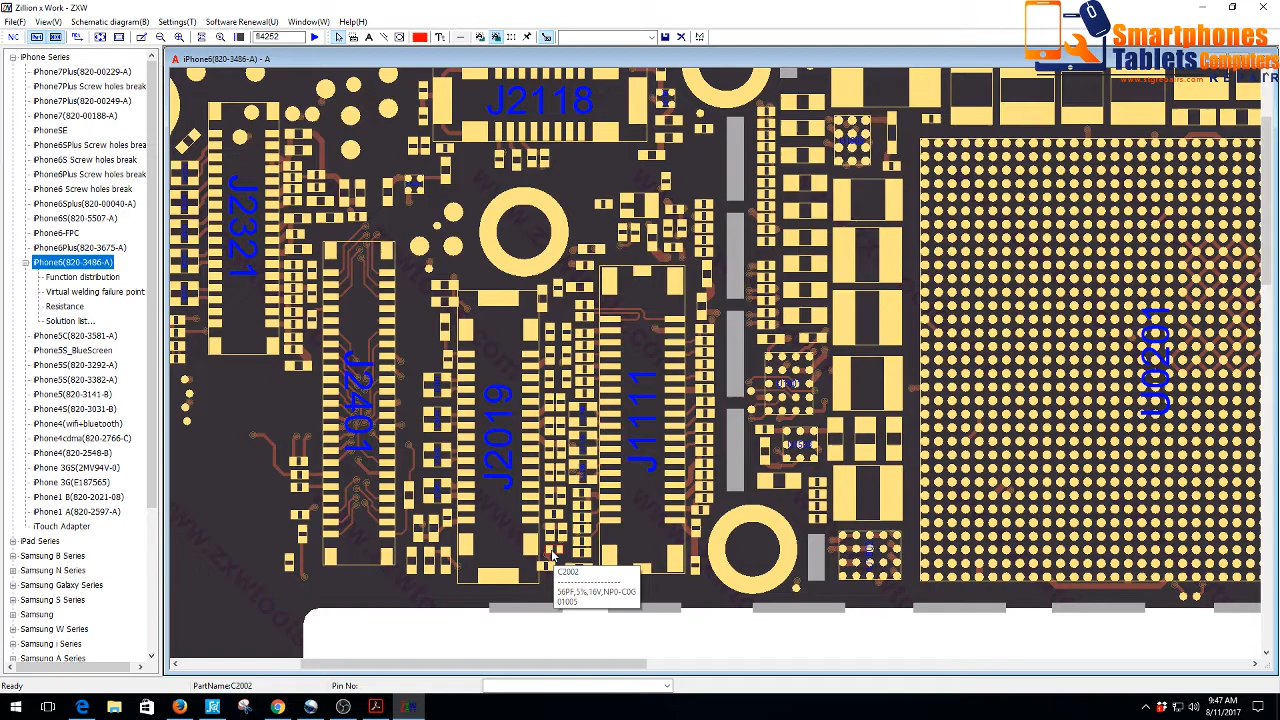 Zillion x Work - ZXW
File(F) View(V) Schematic diagram(B) Settings(T) Software Renewal(U) Window(W) Help(H)
NC 94252
A iPhone6(820-3486-A) - A
Smartphones
Tablets Computers
REPAIR
iPhone Series
iPhone7Plus(820-00229-A)
iPhone7Plus Screw holes break
iPhone7Plus(820-00249-A)
iPhone7(820-00188-A)
iPhoneSE
iPhone6SPlus Screw holes brea
iPhone6S Screw holes break
iPhone6Plus Screw holes break
iPhone6 Screw holes break
iPhone6Splus(820-00040-A)
iPhone6S(820-5507-A)
iPhone6-FPC
iPhone6Plus(820-3675-A)
iPhone6(820-3486-A)
Function distribution
Virtual welding failure point
Resistance
Solution list...
iPhone5C(820-3581-A)
iPhone5S_BlueScreen
iPhone5S(820-3292-A)
iPhone5S(820-3382-A)
iPhone5(820-3141-B)
iPhone4S(820-3031-B)
iPhone4(wifi+bluetooth)
iPhone4cdma(820-2766-C)
iPhone 3GS(2MV94V-0)
iPhone 3G(E187565)
iPhone1 B(820-2021-08)
iPhone1 A(820-2597-A)
iTouch Adapter
iPad Series
Samsung B Series
Samsung N Series
Samsung Galaxy Series
Samsung S Series
Samsung
Samsung W Series
Samsung i Series
Samsung A Series
J2118
J2321
J2401
J2019
J1111
U0201
C2002
--------------------
56PF,5%,16V,NP0-C0G
01005
Ready PartName:C2002 Pin No:
9:47 AM
8/11/2017